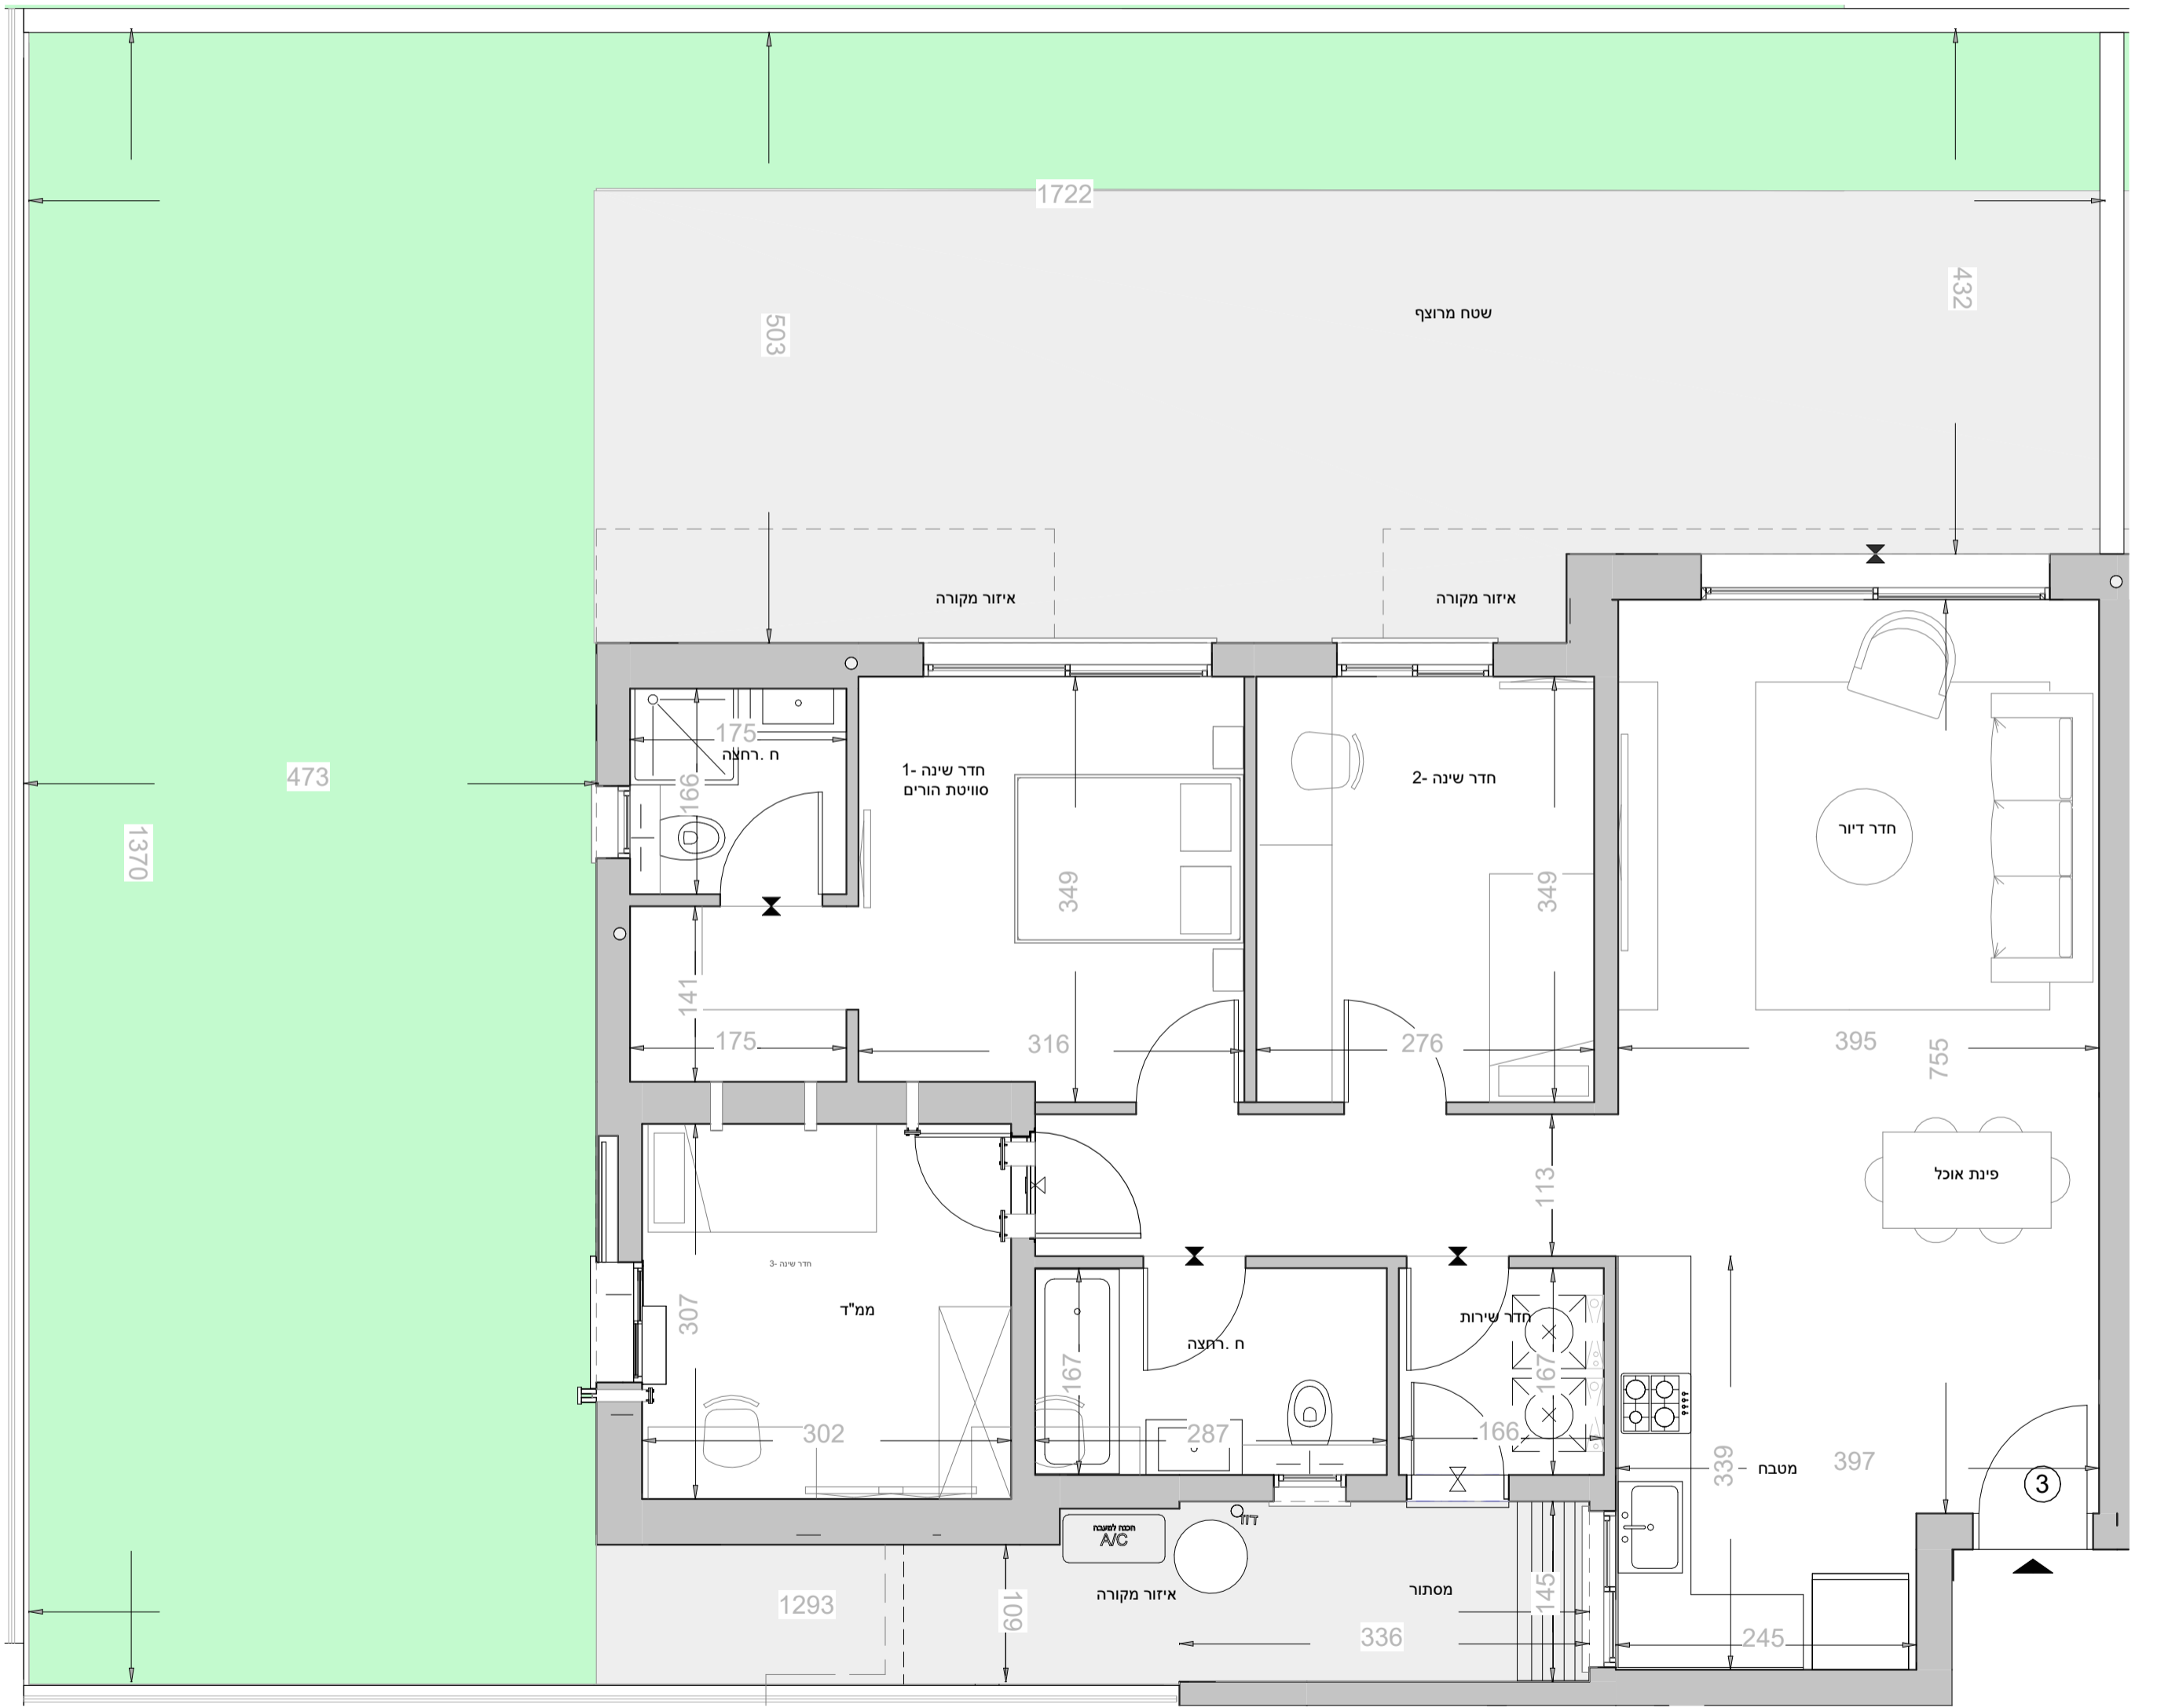 1722
432
503
שטח מרוצף
איזור מקורה
איזור מקורה
473
1370
175
ח .רחצה
166
חדר שינה -1
סוויטת הורים
349
חדר שינה -2
349
חדר דיור
141
175
316
276
395
755
113
פינת אוכל
חדר שינה -3
ממ"ד
307
302
ח .רחצה
167
287
חדר שירות
167
166
339
מטבח
397
3
הכנה למעבה
A/C
דוד
1293
109
איזור מקורה
מסתור
145
336
245